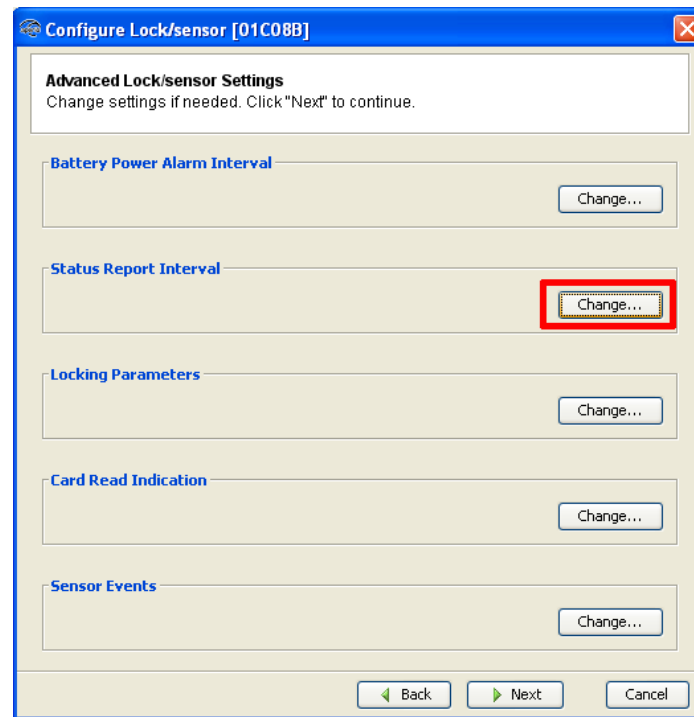 Configure Lock/sensor [01C08B]
Advanced Lock/sensor Settings
Change settings if needed. Click "Next" to continue.
Battery Power Alarm Interval
Change...
Status Report Interval
Change...
Locking Parameters
Change...
Card Read Indication
Change...
Sensor Events
Change...
Back Next Cancel